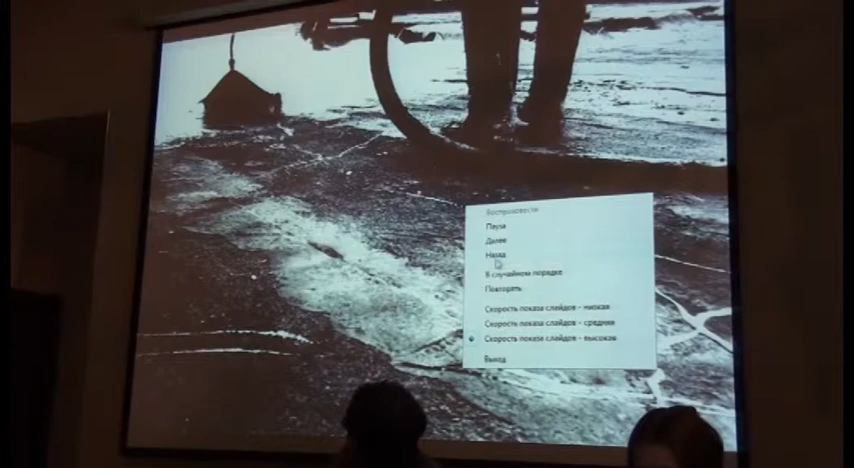 Воспроизвести
Пауза
Далее
Назад
В случайном порядке
Повторять
Скорость показа слайдов - низкая
Скорость показа слайдов - средняя
Скорость показа слайдов - высокая
Выход